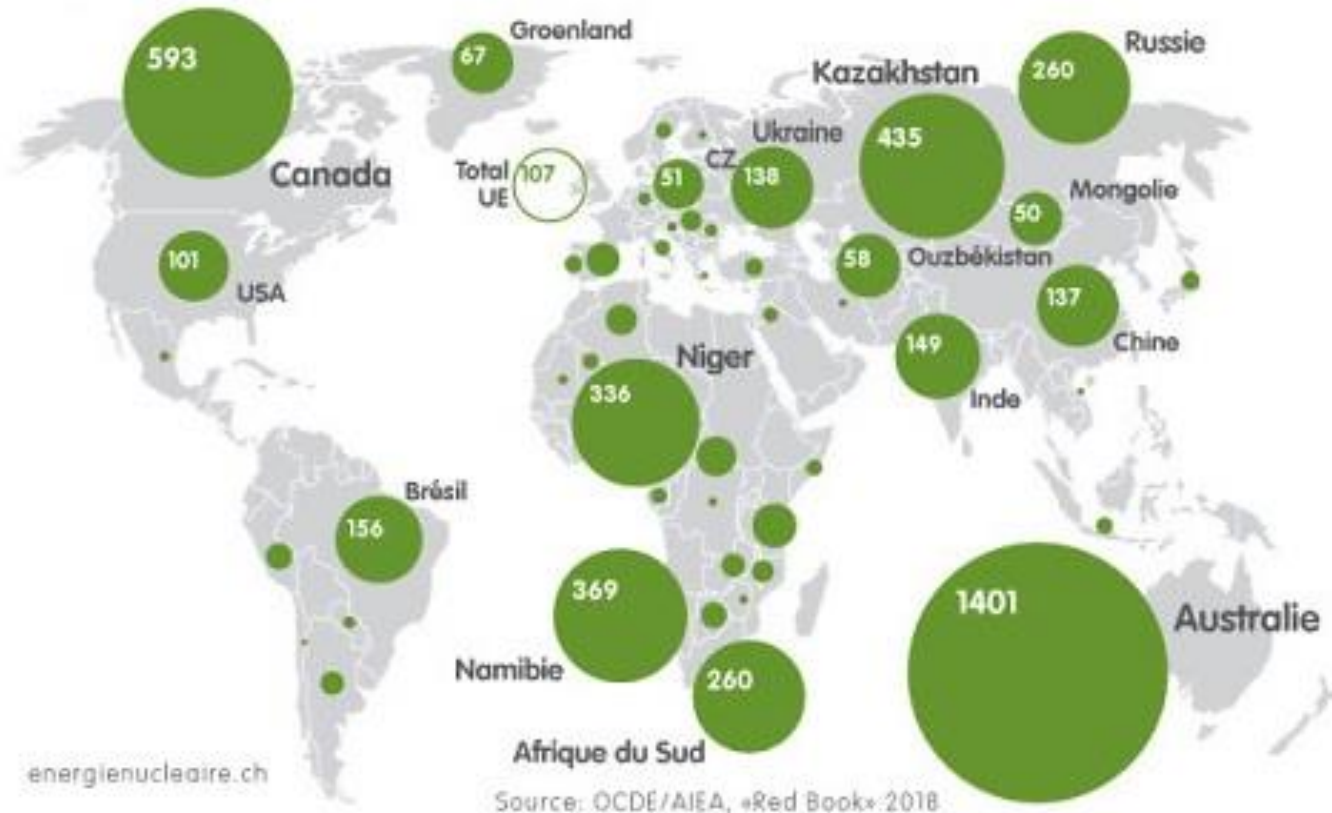 593
Canada
67
Groenland
Total
UE
107
51
CZ
Ukraine
138
Kazakhstan
435
260
Russie
50
Mongolie
101
USA
58
Ouzbékistan
137
Chine
149
Inde
336
Niger
156
Brésil
369
Namibie
260
Afrique du Sud
1401
Australie
energienucleaire.ch
Source: OCDE/AIEA, «Red Book» 2018